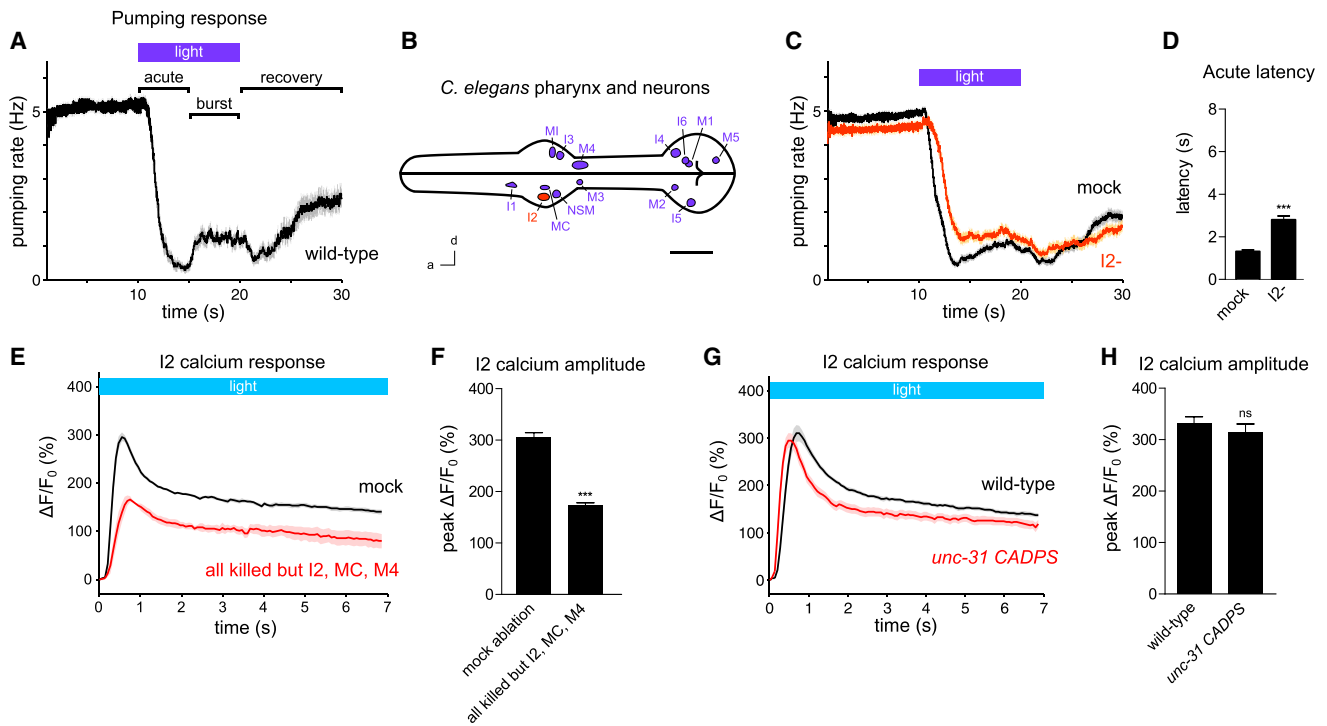 A
Pumping response
light
acute
recovery
burst
pumping rate (Hz)
5
0
wild-type
10
20
30
time (s)
B
C. elegans pharynx and neurons
MI
I3
M4
I4
I6
M1
M5
I1
I2
MC
NSM
M3
M2
I5
d
a
C
light
pumping rate (Hz)
5
0
mock
I2-
10
20
30
time (s)
D
Acute latency
latency (s)
8
6
4
2
0
***
mock
I2-
E
I2 calcium response
light
ΔF/F0 (%)
400
300
200
100
0
mock
all killed but I2, MC, M4
0 1 2 3 4 5 6 7
time (s)
F
I2 calcium amplitude
peak ΔF/F0 (%)
400
300
200
100
0
***
mock ablation
all killed but I2, MC, M4
G
I2 calcium response
light
ΔF/F0 (%)
400
300
200
100
0
wild-type
unc-31 CADPS
0 1 2 3 4 5 6 7
time (s)
H
I2 calcium amplitude
peak ΔF/F0 (%)
400
300
200
100
0
ns
wild-type
unc-31 CADPS